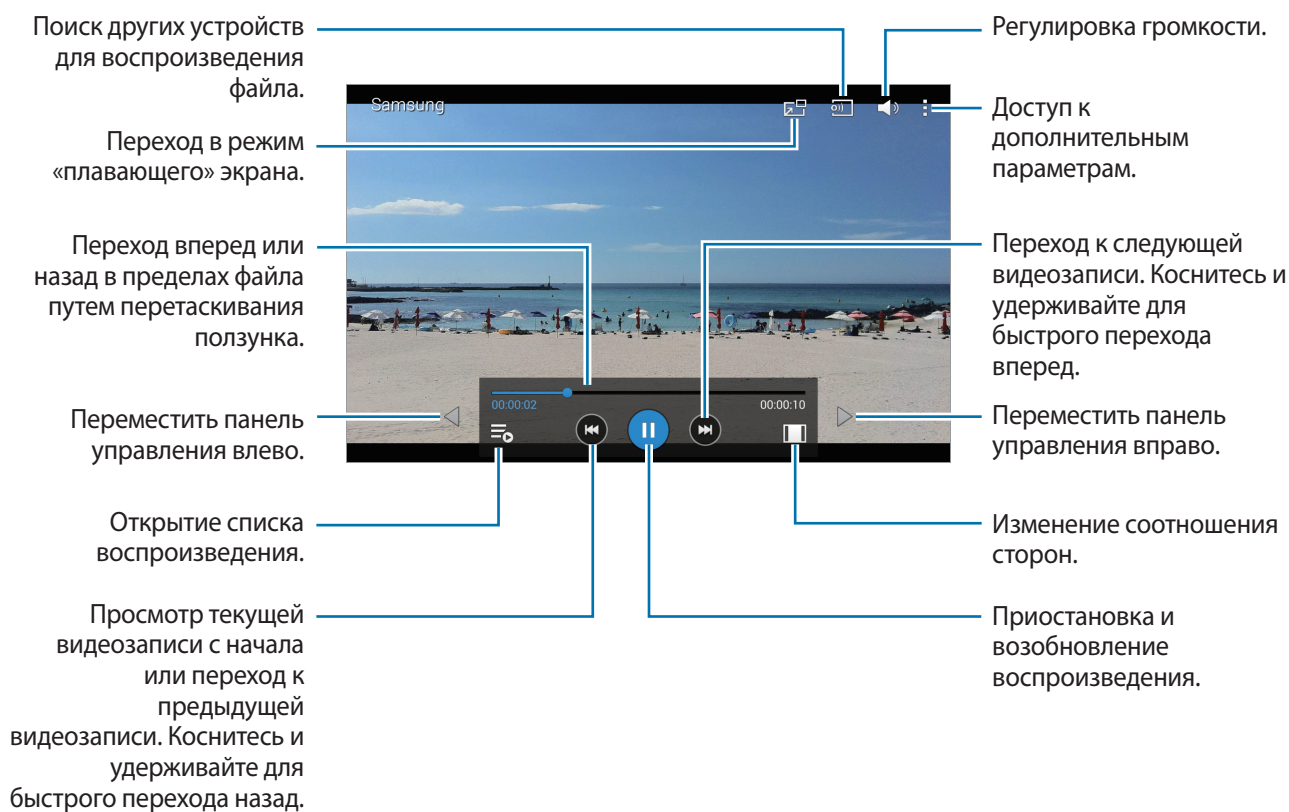 Поиск других устройств
для воспроизведения
файла.
Переход в режим
«плавающего» экрана.
Переход вперед или
назад в пределах файла
путем перетаскивания
ползунка.
Переместить панель
управления влево.
Открытие списка
воспроизведения.
Просмотр текущей
видеозаписи с начала
или переход к
предыдущей
видеозаписи. Коснитесь и
удерживайте для
быстрого перехода назад.
Samsung
00:00:02
00:00:10
Регулировка громкости.
Доступ к
дополнительным
параметрам.
Переход к следующей
видеозаписи. Коснитесь и
удерживайте для
быстрого перехода
вперед.
Переместить панель
управления вправо.
Изменение соотношения
сторон.
Приостановка и
возобновление
воспроизведения.